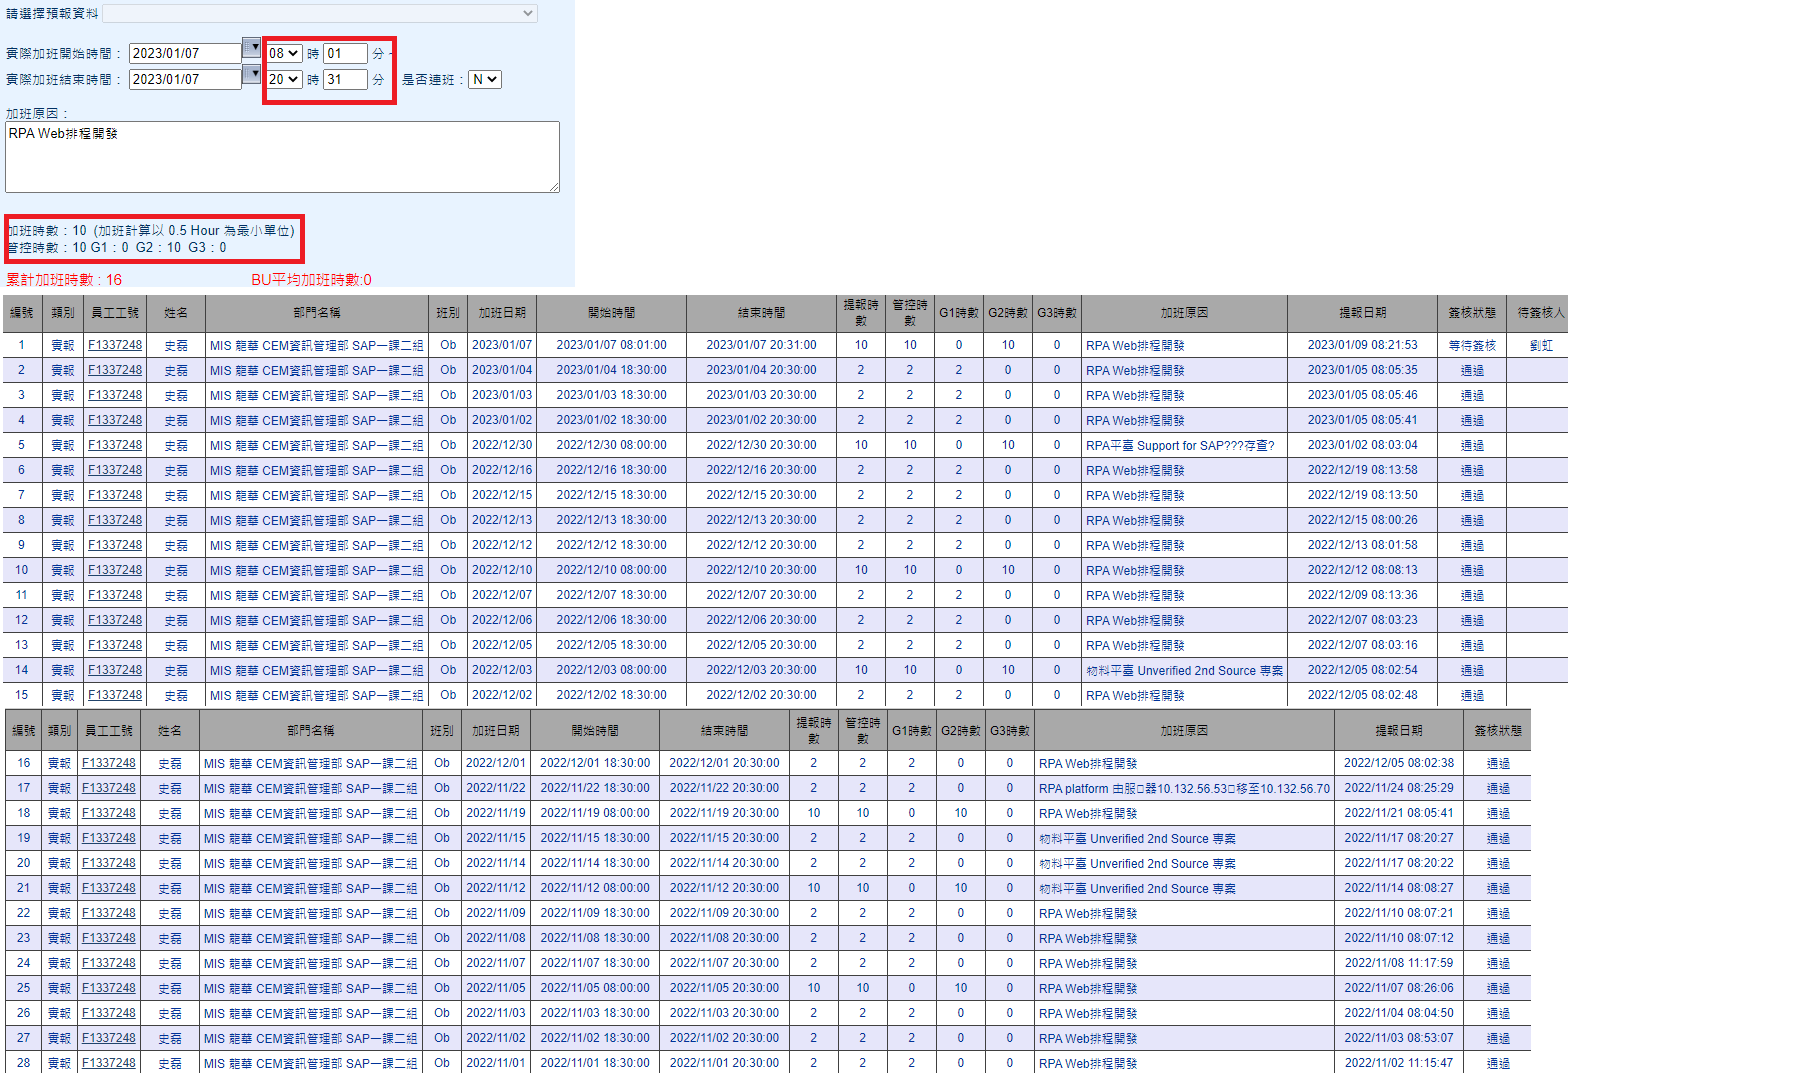 請選擇預報資料
實際加班開始時間： 2023/01/07 08 時 01 分 -
實際加班結束時間： 2023/01/07 20 時 31 分 是否連班：N
加班原因：
RPA Web排程開發
加班時數：10 (加班計算以 0.5 Hour 為最小單位)
管控時數：10 G1：0 G2：10 G3：0
累計加班時數：16 BU平均加班時數:0
編號 類別 員工工號 姓名 部門名稱 班別 加班日期 開始時間 結束時間 提報時數 管控時數 G1時數 G2時數 G3時數 加班原因 提報日期 簽核狀態 待簽核人
1 實報 F1337248 史磊 MIS 龍華 CEM資訊管理部 SAP一課二組 Ob 2023/01/07 2023/01/07 08:01:00 2023/01/07 20:31:00 10 10 0 10 0 RPA Web排程開發 2023/01/09 08:21:53 等待簽核 劉虹
2 實報 F1337248 史磊 MIS 龍華 CEM資訊管理部 SAP一課二組 Ob 2023/01/04 2023/01/04 18:30:00 2023/01/04 20:30:00 2 2 2 0 0 RPA Web排程開發 2023/01/05 08:05:35 通過
3 實報 F1337248 史磊 MIS 龍華 CEM資訊管理部 SAP一課二組 Ob 2023/01/03 2023/01/03 18:30:00 2023/01/03 20:30:00 2 2 2 0 0 RPA Web排程開發 2023/01/05 08:05:46 通過
4 實報 F1337248 史磊 MIS 龍華 CEM資訊管理部 SAP一課二組 Ob 2023/01/02 2023/01/02 18:30:00 2023/01/02 20:30:00 2 2 2 0 0 RPA Web排程開發 2023/01/05 08:05:41 通過
5 實報 F1337248 史磊 MIS 龍華 CEM資訊管理部 SAP一課二組 Ob 2022/12/30 2022/12/30 08:00:00 2022/12/30 20:30:00 10 10 0 10 0 RPA平臺 Support for SAP???存查? 2023/01/02 08:03:04 通過
6 實報 F1337248 史磊 MIS 龍華 CEM資訊管理部 SAP一課二組 Ob 2022/12/16 2022/12/16 18:30:00 2022/12/16 20:30:00 2 2 2 0 0 RPA Web排程開發 2022/12/19 08:13:58 通過
7 實報 F1337248 史磊 MIS 龍華 CEM資訊管理部 SAP一課二組 Ob 2022/12/15 2022/12/15 18:30:00 2022/12/15 20:30:00 2 2 2 0 0 RPA Web排程開發 2022/12/19 08:13:50 通過
8 實報 F1337248 史磊 MIS 龍華 CEM資訊管理部 SAP一課二組 Ob 2022/12/13 2022/12/13 18:30:00 2022/12/13 20:30:00 2 2 2 0 0 RPA Web排程開發 2022/12/15 08:00:26 通過
9 實報 F1337248 史磊 MIS 龍華 CEM資訊管理部 SAP一課二組 Ob 2022/12/12 2022/12/12 18:30:00 2022/12/12 20:30:00 2 2 2 0 0 RPA Web排程開發 2022/12/13 08:01:58 通過
10 實報 F1337248 史磊 MIS 龍華 CEM資訊管理部 SAP一課二組 Ob 2022/12/10 2022/12/10 08:00:00 2022/12/10 20:30:00 10 10 0 10 0 RPA Web排程開發 2022/12/12 08:08:13 通過
11 實報 F1337248 史磊 MIS 龍華 CEM資訊管理部 SAP一課二組 Ob 2022/12/07 2022/12/07 18:30:00 2022/12/07 20:30:00 2 2 2 0 0 RPA Web排程開發 2022/12/09 08:13:36 通過
12 實報 F1337248 史磊 MIS 龍華 CEM資訊管理部 SAP一課二組 Ob 2022/12/06 2022/12/06 18:30:00 2022/12/06 20:30:00 2 2 2 0 0 RPA Web排程開發 2022/12/07 08:03:23 通過
13 實報 F1337248 史磊 MIS 龍華 CEM資訊管理部 SAP一課二組 Ob 2022/12/05 2022/12/05 18:30:00 2022/12/05 20:30:00 2 2 2 0 0 RPA Web排程開發 2022/12/07 08:03:16 通過
14 實報 F1337248 史磊 MIS 龍華 CEM資訊管理部 SAP一課二組 Ob 2022/12/03 2022/12/03 08:00:00 2022/12/03 20:30:00 10 10 0 10 0 物料平臺 Unverified 2nd Source 專案 2022/12/05 08:02:54 通過
15 實報 F1337248 史磊 MIS 龍華 CEM資訊管理部 SAP一課二組 Ob 2022/12/02 2022/12/02 18:30:00 2022/12/02 20:30:00 2 2 2 0 0 RPA Web排程開發 2022/12/05 08:02:48 通過
編號 類別 員工工號 姓名 部門名稱 班別 加班日期 開始時間 結束時間 提報時數 管控時數 G1時數 G2時數 G3時數 加班原因 提報日期 簽核狀態
16 實報 F1337248 史磊 MIS 龍華 CEM資訊管理部 SAP一課二組 Ob 2022/12/01 2022/12/01 18:30:00 2022/12/01 20:30:00 2 2 2 0 0 RPA Web排程開發 2022/12/05 08:02:38 通過
17 實報 F1337248 史磊 MIS 龍華 CEM資訊管理部 SAP一課二組 Ob 2022/11/22 2022/11/22 18:30:00 2022/11/22 20:30:00 2 2 2 0 0 RPA platform 由服□器10.132.56.53□移至10.132.56.70 2022/11/24 08:25:29 通過
18 實報 F1337248 史磊 MIS 龍華 CEM資訊管理部 SAP一課二組 Ob 2022/11/19 2022/11/19 08:00:00 2022/11/19 20:30:00 10 10 0 10 0 RPA Web排程開發 2022/11/21 08:05:41 通過
19 實報 F1337248 史磊 MIS 龍華 CEM資訊管理部 SAP一課二組 Ob 2022/11/15 2022/11/15 18:30:00 2022/11/15 20:30:00 2 2 2 0 0 物料平臺 Unverified 2nd Source 專案 2022/11/17 08:20:27 通過
20 實報 F1337248 史磊 MIS 龍華 CEM資訊管理部 SAP一課二組 Ob 2022/11/14 2022/11/14 18:30:00 2022/11/14 20:30:00 2 2 2 0 0 物料平臺 Unverified 2nd Source 專案 2022/11/17 08:20:22 通過
21 實報 F1337248 史磊 MIS 龍華 CEM資訊管理部 SAP一課二組 Ob 2022/11/12 2022/11/12 08:00:00 2022/11/12 20:30:00 10 10 0 10 0 物料平臺 Unverified 2nd Source 專案 2022/11/14 08:08:27 通過
22 實報 F1337248 史磊 MIS 龍華 CEM資訊管理部 SAP一課二組 Ob 2022/11/09 2022/11/09 18:30:00 2022/11/09 20:30:00 2 2 2 0 0 RPA Web排程開發 2022/11/10 08:07:21 通過
23 實報 F1337248 史磊 MIS 龍華 CEM資訊管理部 SAP一課二組 Ob 2022/11/08 2022/11/08 18:30:00 2022/11/08 20:30:00 2 2 2 0 0 RPA Web排程開發 2022/11/10 08:07:12 通過
24 實報 F1337248 史磊 MIS 龍華 CEM資訊管理部 SAP一課二組 Ob 2022/11/07 2022/11/07 18:30:00 2022/11/07 20:30:00 2 2 2 0 0 RPA Web排程開發 2022/11/08 11:17:59 通過
25 實報 F1337248 史磊 MIS 龍華 CEM資訊管理部 SAP一課二組 Ob 2022/11/05 2022/11/05 08:00:00 2022/11/05 20:30:00 10 10 0 10 0 RPA Web排程開發 2022/11/07 08:26:06 通過
26 實報 F1337248 史磊 MIS 龍華 CEM資訊管理部 SAP一課二組 Ob 2022/11/03 2022/11/03 18:30:00 2022/11/03 20:30:00 2 2 2 0 0 RPA Web排程開發 2022/11/04 08:04:50 通過
27 實報 F1337248 史磊 MIS 龍華 CEM資訊管理部 SAP一課二組 Ob 2022/11/02 2022/11/02 18:30:00 2022/11/02 20:30:00 2 2 2 0 0 RPA Web排程開發 2022/11/03 08:53:07 通過
28 實報 F1337248 史磊 MIS 龍華 CEM資訊管理部 SAP一課二組 Ob 2022/11/01 2022/11/01 18:30:00 2022/11/01 20:30:00 2 2 2 0 0 RPA Web排程開發 2022/11/02 11:15:47 通過